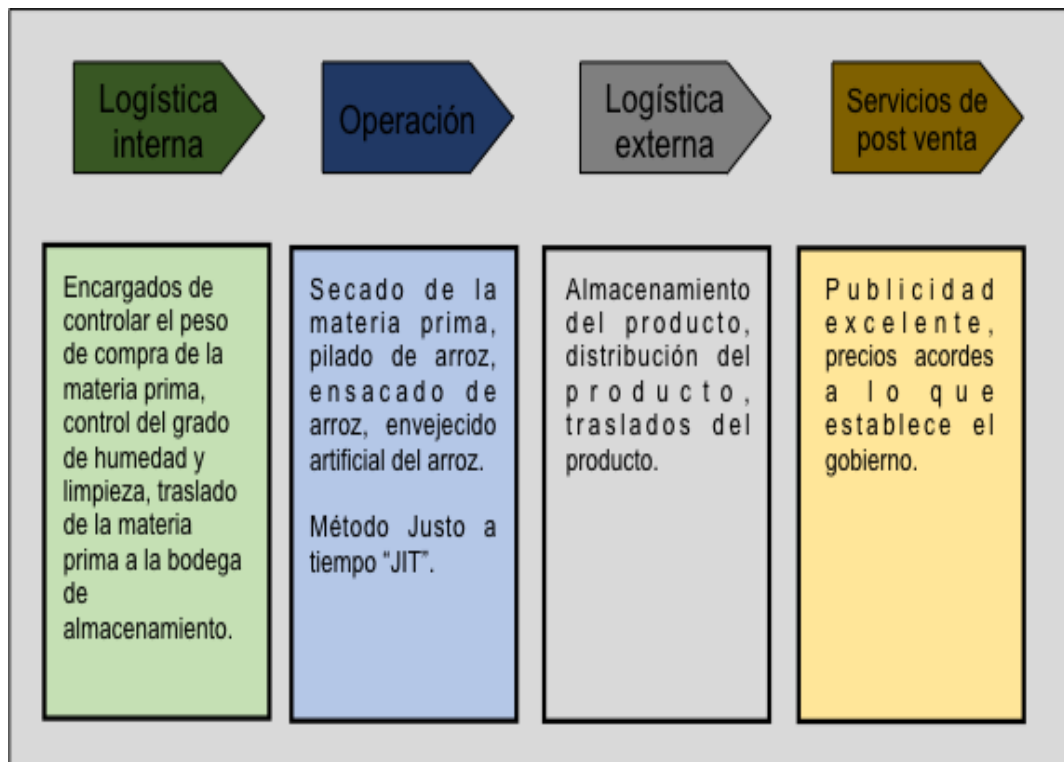 Logística
interna
Operación
Logística
externa
Servicios de
post venta
Encargados de
controlar el peso
de compra de la
materia prima,
control del grado
de humedad y
limpieza, traslado
de la materia
prima a la bodega
de
almacenamiento.
Secado de la
materia prima,
pilado de arroz,
ensacado de
arroz, envejecido
artificial del arroz.
Método Justo a
tiempo “JIT”.
Almacenamiento
del producto,
distribución del
producto,
traslados del
producto.
Publicidad
excelente,
precios acordes
a lo que
establece el
gobierno.